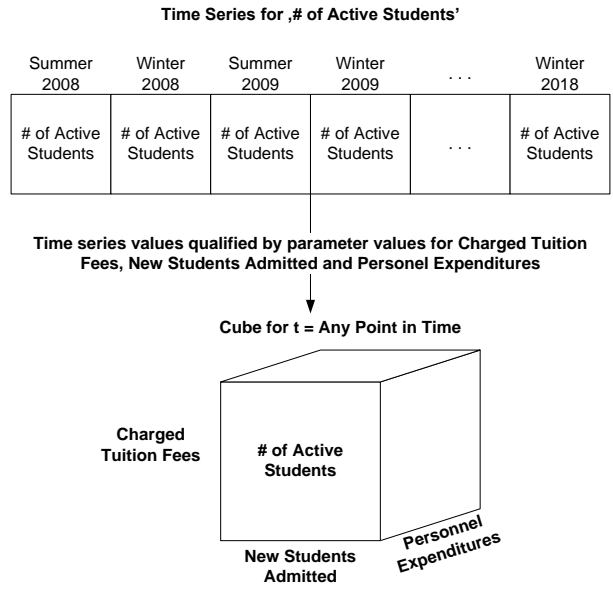 Time Series for ‚# of Active Students’
Summer 2008
Winter 2008
Summer 2009
Winter 2009
. . .
Winter 2018
# of Active Students
# of Active Students
# of Active Students
# of Active Students
. . .
# of Active Students
Time series values qualified by parameter values for Charged Tuition
Fees, New Students Admitted and Personel Expenditures
Cube for t = Any Point in Time
Charged
Tuition Fees
# of Active
Students
Personnel
Expenditures
New Students
Admitted